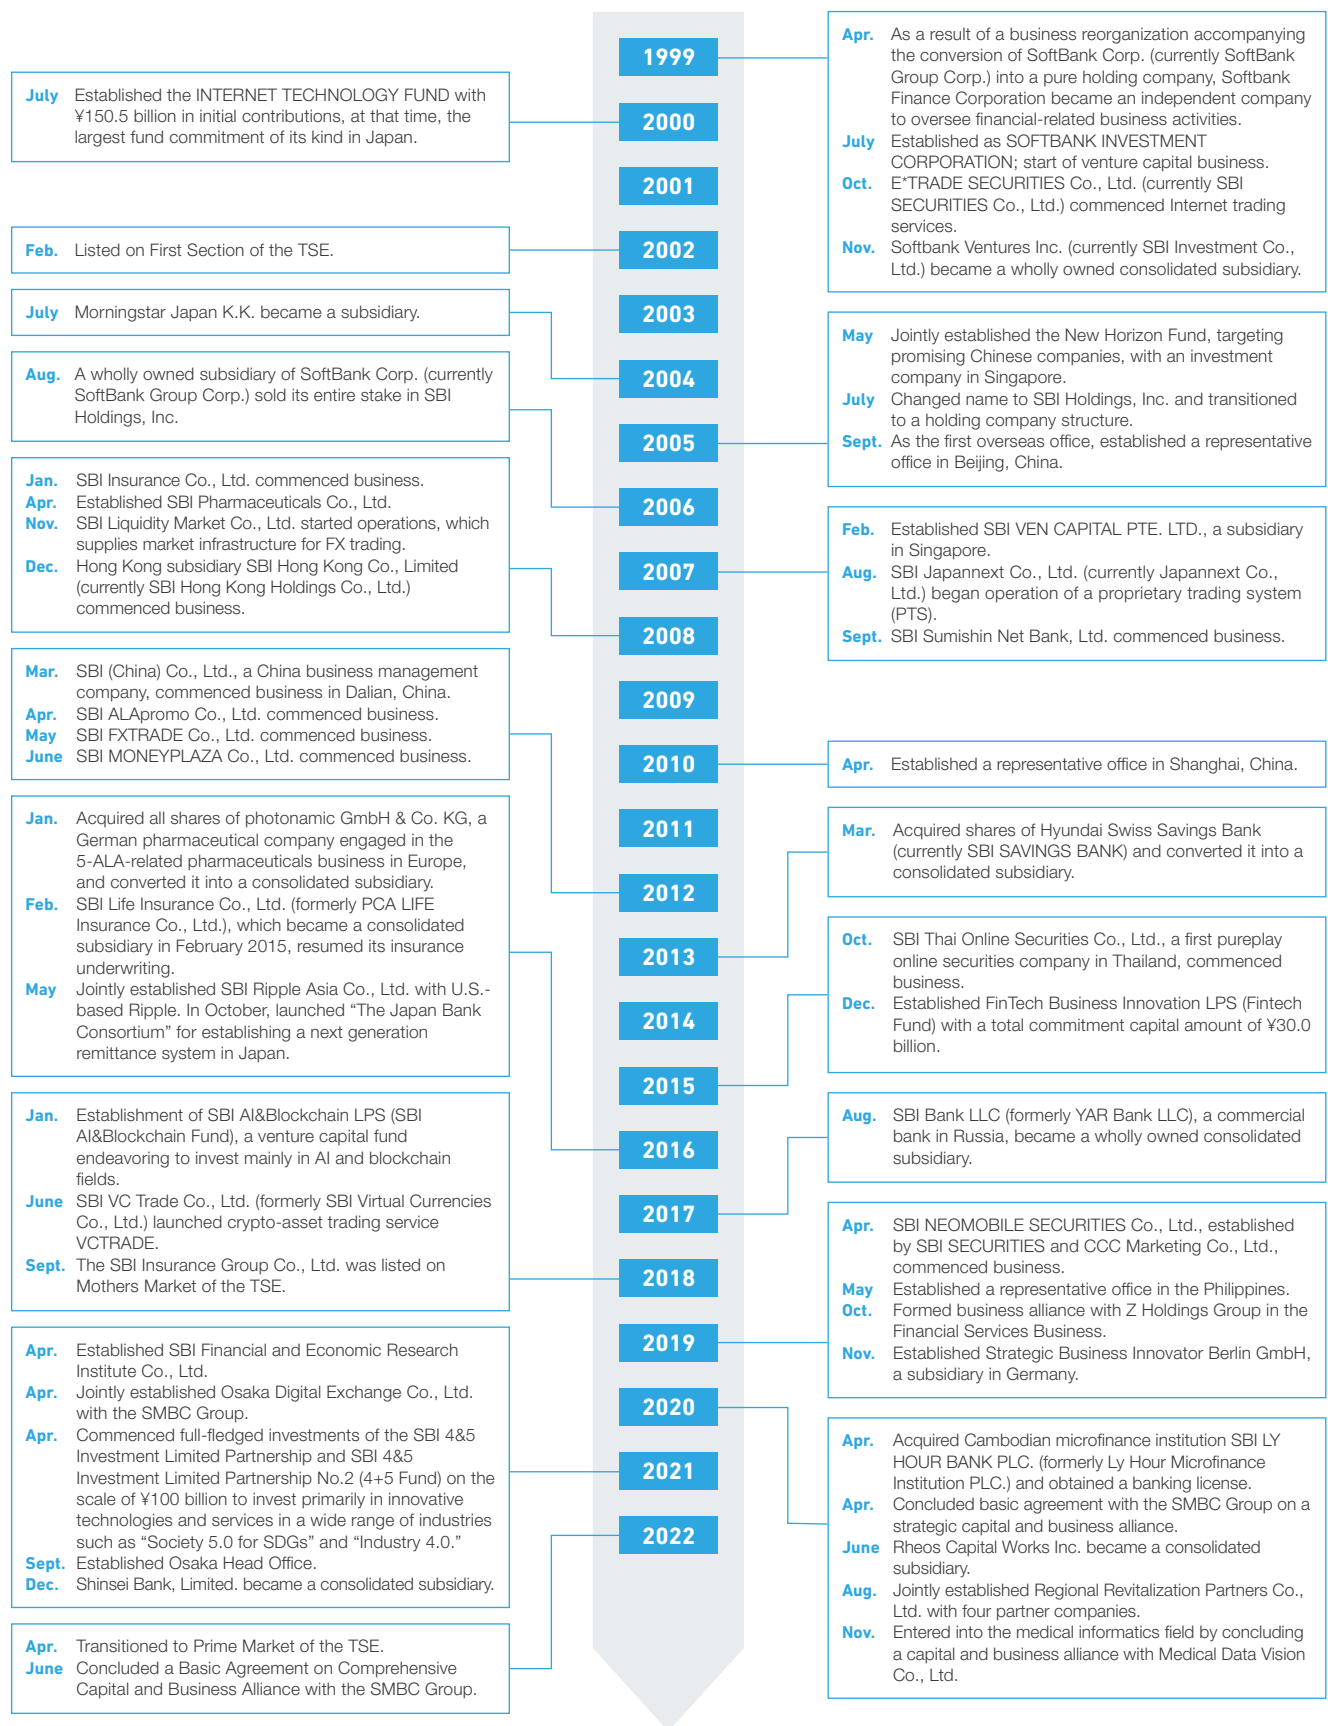 1999
Apr. As a result of a business reorganization accompanying
the conversion of SoftBank Corp. (currently SoftBank
Group Corp.) into a pure holding company, Softbank
Finance Corporation became an independent company
to oversee financial-related business activities.
July Established as SOFTBANK INVESTMENT
CORPORATION; start of venture capital business.
Oct. E*TRADE SECURITIES Co., Ltd. (currently SBI
SECURITIES Co., Ltd.) commenced Internet trading
services.
Nov. Softbank Ventures Inc. (currently SBI Investment Co.,
Ltd.) became a wholly owned consolidated subsidiary.
2000
July Established the INTERNET TECHNOLOGY FUND with
¥150.5 billion in initial contributions, at that time, the
largest fund commitment of its kind in Japan.
2001
2002
Feb. Listed on First Section of the TSE.
2003
2004
July Morningstar Japan K.K. became a subsidiary.
2005
May Jointly established the New Horizon Fund, targeting
promising Chinese companies, with an investment
company in Singapore.
July Changed name to SBI Holdings, Inc. and transitioned
to a holding company structure.
Sept. As the first overseas office, established a representative
office in Beijing, China.
2006
Aug. A wholly owned subsidiary of SoftBank Corp. (currently
SoftBank Group Corp.) sold its entire stake in SBI
Holdings, Inc.
2007
Feb. Established SBI VEN CAPITAL PTE. LTD., a subsidiary
in Singapore.
Aug. SBI Japannext Co., Ltd. (currently Japannext Co.,
Ltd.) began operation of a proprietary trading system
(PTS).
Sept. SBI Sumishin Net Bank, Ltd. commenced business.
2008
Jan. SBI Insurance Co., Ltd. commenced business.
Apr. Established SBI Pharmaceuticals Co., Ltd.
Nov. SBI Liquidity Market Co., Ltd. started operations, which
supplies market infrastructure for FX trading.
Dec. Hong Kong subsidiary SBI Hong Kong Co., Limited
(currently SBI Hong Kong Holdings Co., Ltd.)
commenced business.
2009
2010
Apr. Established a representative office in Shanghai, China.
2011
2012
Mar. SBI (China) Co., Ltd., a China business management
company, commenced business in Dalian, China.
Apr. SBI ALApromo Co., Ltd. commenced business.
May SBI FXTRADE Co., Ltd. commenced business.
June SBI MONEYPLAZA Co., Ltd. commenced business.
2013
Mar. Acquired shares of Hyundai Swiss Savings Bank
(currently SBI SAVINGS BANK) and converted it into a
consolidated subsidiary.
2014
2015
Oct. SBI Thai Online Securities Co., Ltd., a first pureplay
online securities company in Thailand, commenced
business.
Dec. Established FinTech Business Innovation LPS (Fintech
Fund) with a total commitment capital amount of ¥30.0
billion.
2016
Jan. Acquired all shares of photonamic GmbH & Co. KG, a
German pharmaceutical company engaged in the
5-ALA-related pharmaceuticals business in Europe,
and converted it into a consolidated subsidiary.
Feb. SBI Life Insurance Co., Ltd. (formerly PCA LIFE
Insurance Co., Ltd.), which became a consolidated
subsidiary in February 2015, resumed its insurance
underwriting.
May Jointly established SBI Ripple Asia Co., Ltd. with U.S.-
based Ripple. In October, launched “The Japan Bank
Consortium” for establishing a next generation
remittance system in Japan.
2017
Aug. SBI Bank LLC (formerly YAR Bank LLC), a commercial
bank in Russia, became a wholly owned consolidated
subsidiary.
2018
Jan. Establishment of SBI AI&Blockchain LPS (SBI
AI&Blockchain Fund), a venture capital fund
endeavoring to invest mainly in AI and blockchain
fields.
June SBI VC Trade Co., Ltd. (formerly SBI Virtual Currencies
Co., Ltd.) launched crypto-asset trading service
VCTRADE.
Sept. The SBI Insurance Group Co., Ltd. was listed on
Mothers Market of the TSE.
2019
Apr. SBI NEOMOBILE SECURITIES Co., Ltd., established
by SBI SECURITIES and CCC Marketing Co., Ltd.,
commenced business.
May Established a representative office in the Philippines.
Oct. Formed business alliance with Z Holdings Group in the
Financial Services Business.
Nov. Established Strategic Business Innovator Berlin GmbH,
a subsidiary in Germany.
2020
Apr. Acquired Cambodian microfinance institution SBI LY
HOUR BANK PLC. (formerly Ly Hour Microfinance
Institution PLC.) and obtained a banking license.
Apr. Concluded basic agreement with the SMBC Group on a
strategic capital and business alliance.
June Rheos Capital Works Inc. became a consolidated
subsidiary.
Aug. Jointly established Regional Revitalization Partners Co.,
Ltd. with four partner companies.
Nov. Entered into the medical informatics field by concluding
a capital and business alliance with Medical Data Vision
Co., Ltd.
2021
Apr. Established SBI Financial and Economic Research
Institute Co., Ltd.
Apr. Jointly established Osaka Digital Exchange Co., Ltd.
with the SMBC Group.
Apr. Commenced full-fledged investments of the SBI 4&5
Investment Limited Partnership and SBI 4&5
Investment Limited Partnership No.2 (4+5 Fund) on the
scale of ¥100 billion to invest primarily in innovative
technologies and services in a wide range of industries
such as “Society 5.0 for SDGs” and “Industry 4.0.”
Sept. Established Osaka Head Office.
Dec. Shinsei Bank, Limited. became a consolidated subsidiary.
2022
Apr. Transitioned to Prime Market of the TSE.
June Concluded a Basic Agreement on Comprehensive
Capital and Business Alliance with the SMBC Group.